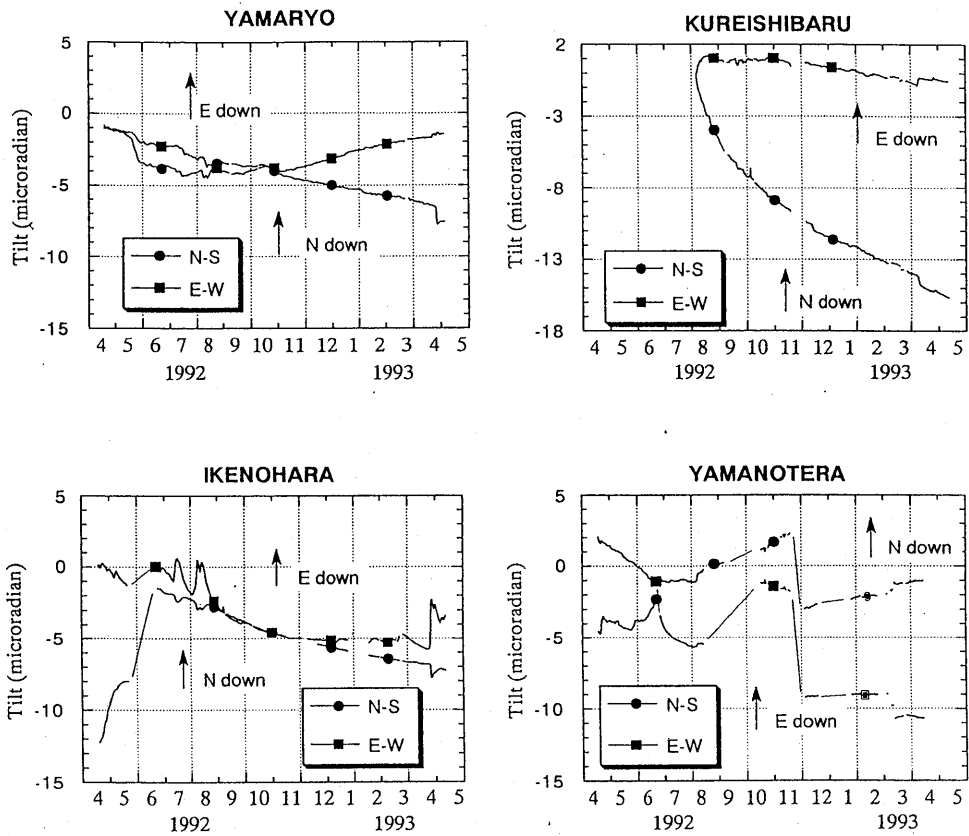 YAMARYO
5
0
-5
-10
-15
Tilt (microradian)
E down
N down
N-S
E-W
4 5 6 7 8 9 10 11 12 1 2 3 4 5
1992 1993
KUREISHIBARU
2
-3
-8
-13
-18
Tilt (microradian)
E down
N down
N-S
E-W
4 5 6 7 8 9 10 11 12 1 2 3 4 5
1992 1993
IKENOHARA
5
0
-5
-10
-15
Tilt (microradian)
E down
N down
N-S
E-W
4 5 6 7 8 9 10 11 12 1 2 3 4 5
1992 1993
YAMANOTERA
5
0
-5
-10
-15
Tilt (microradian)
N down
E down
N-S
E-W
4 5 6 7 8 9 10 11 12 1 2 3 4 5
1992 1993